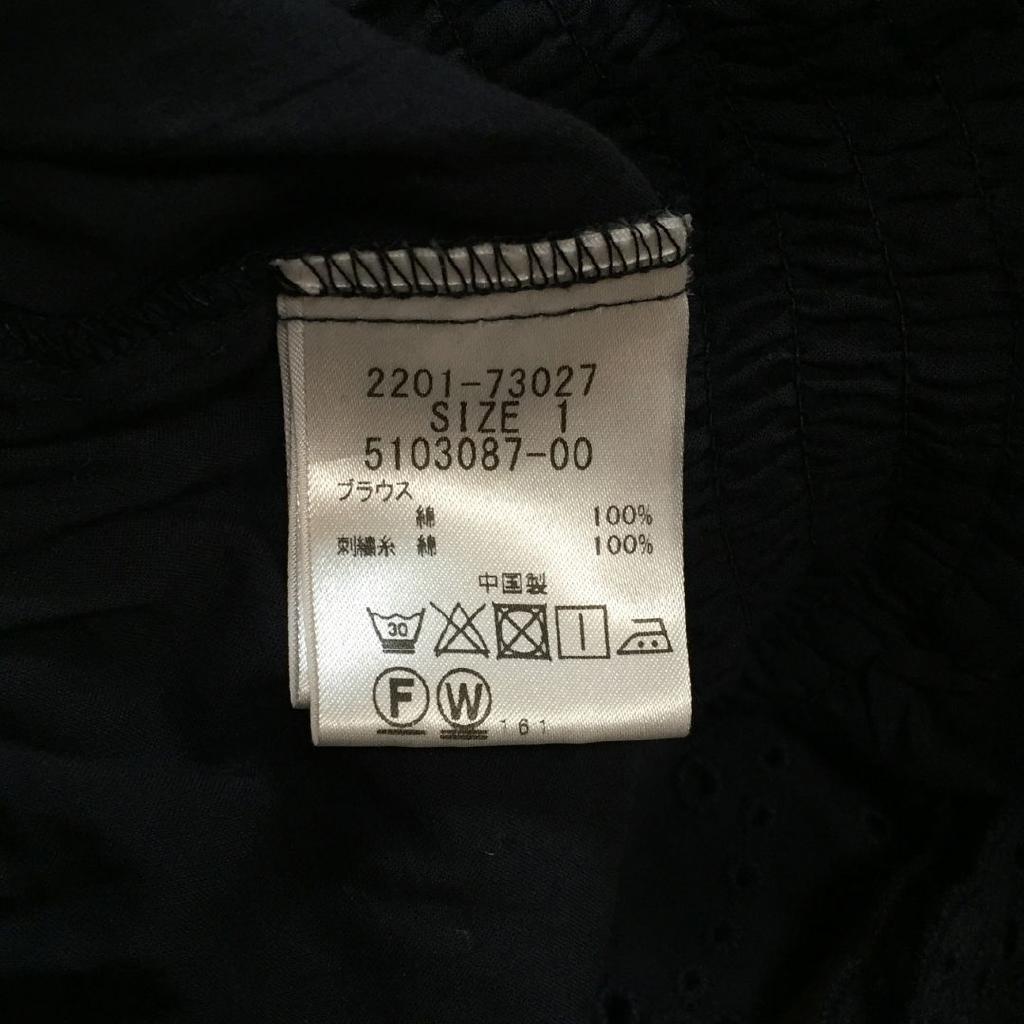 2201-73027
SIZE 1
5103087-00
ブラウス
綿 100%
刺繍糸 綿 100%
中国製
30
F W 161